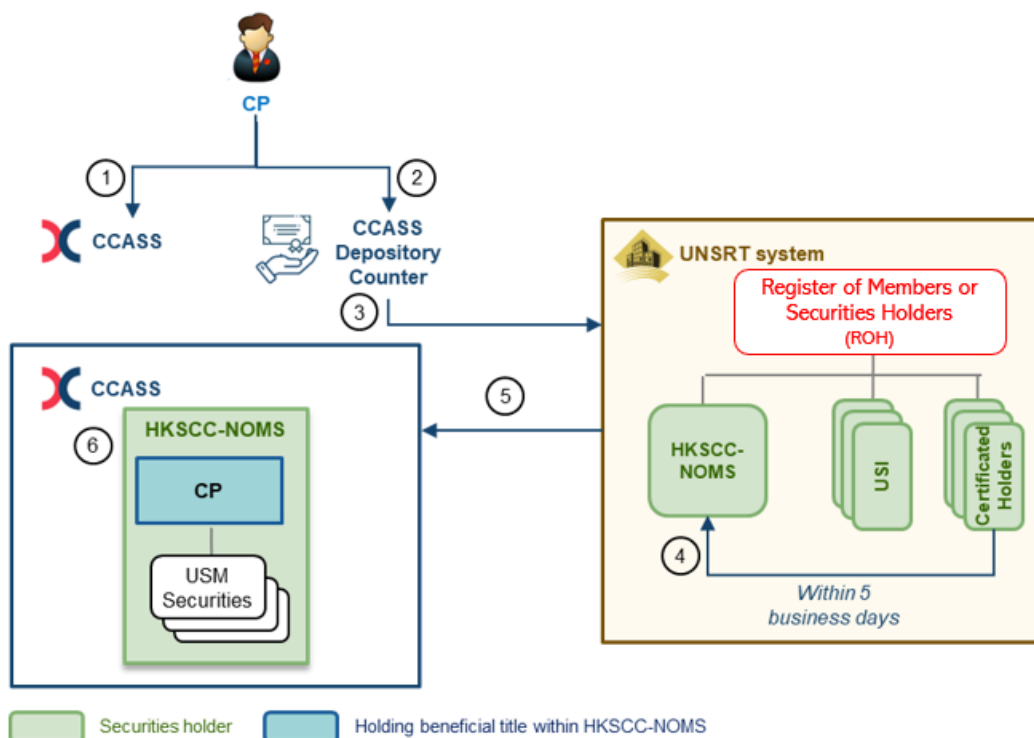 CP
1
2
CCASS
CCASS
Depository
Counter
3
UNSRT system
Register of Members or
Securities Holders
(ROH)
HKSCC-
NOMS
USI
Certificated
Holders
4
Within 5
business days
5
CCASS
6
HKSCC-NOMS
CP
USM
Securities
Securities holder
Holding beneficial title within HKSCC-NOMS